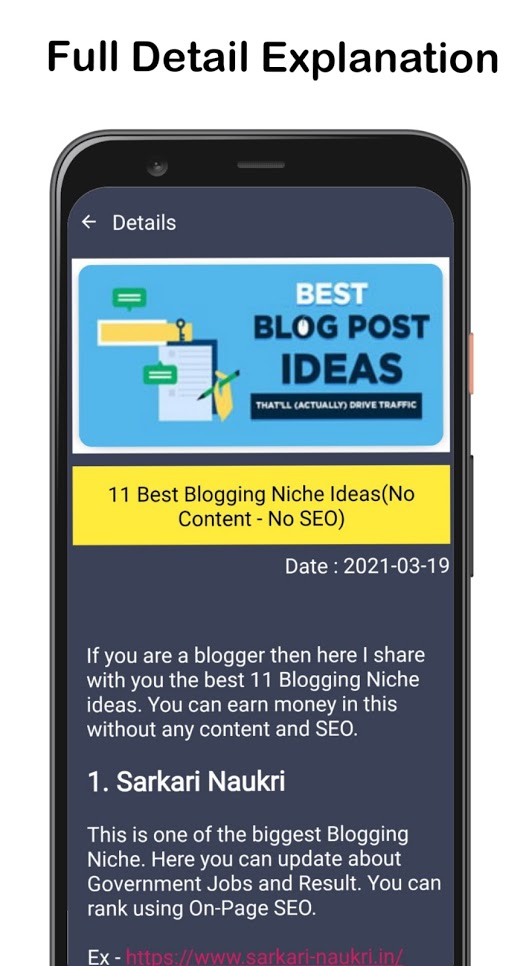 Full Detail Explanation
Details
BEST
BLOG POST
IDEAS
THAT'LL (ACTUALLY) DRIVE TRAFFIC
11 Best Blogging Niche Ideas(No
Content - No SEO)
Date : 2021-03-19
If you are a blogger then here I share
with you the best 11 Blogging Niche
ideas. You can earn money in this
without any content and SEO.
1. Sarkari Naukri
This is one of the biggest Blogging
Niche. Here you can update about
Government Jobs and Result. You can
rank using On-Page SEO.
Ex - https://www.sarkari-naukri.in/